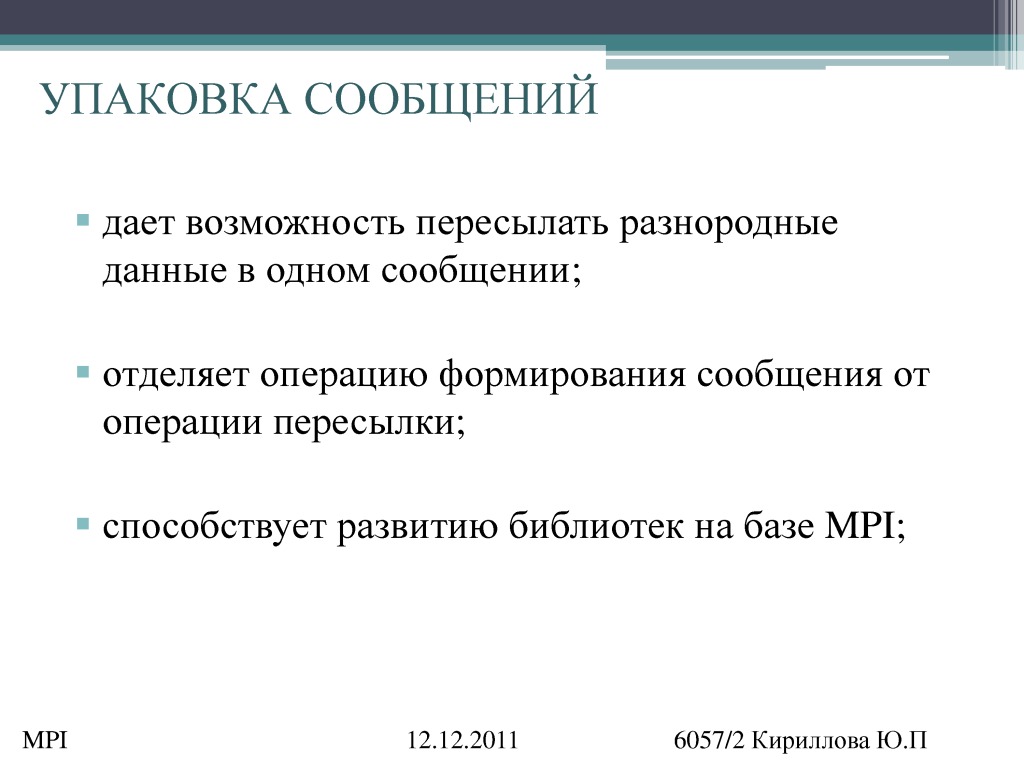 УПАКОВКА СООБЩЕНИЙ
дает возможность пересылать разнородные
данные в одном сообщении;
отделяет операцию формирования сообщения от
операции пересылки;
способствует развитию библиотек на базе MPI;
MPI 12.12.2011 6057/2 Кириллова Ю.П